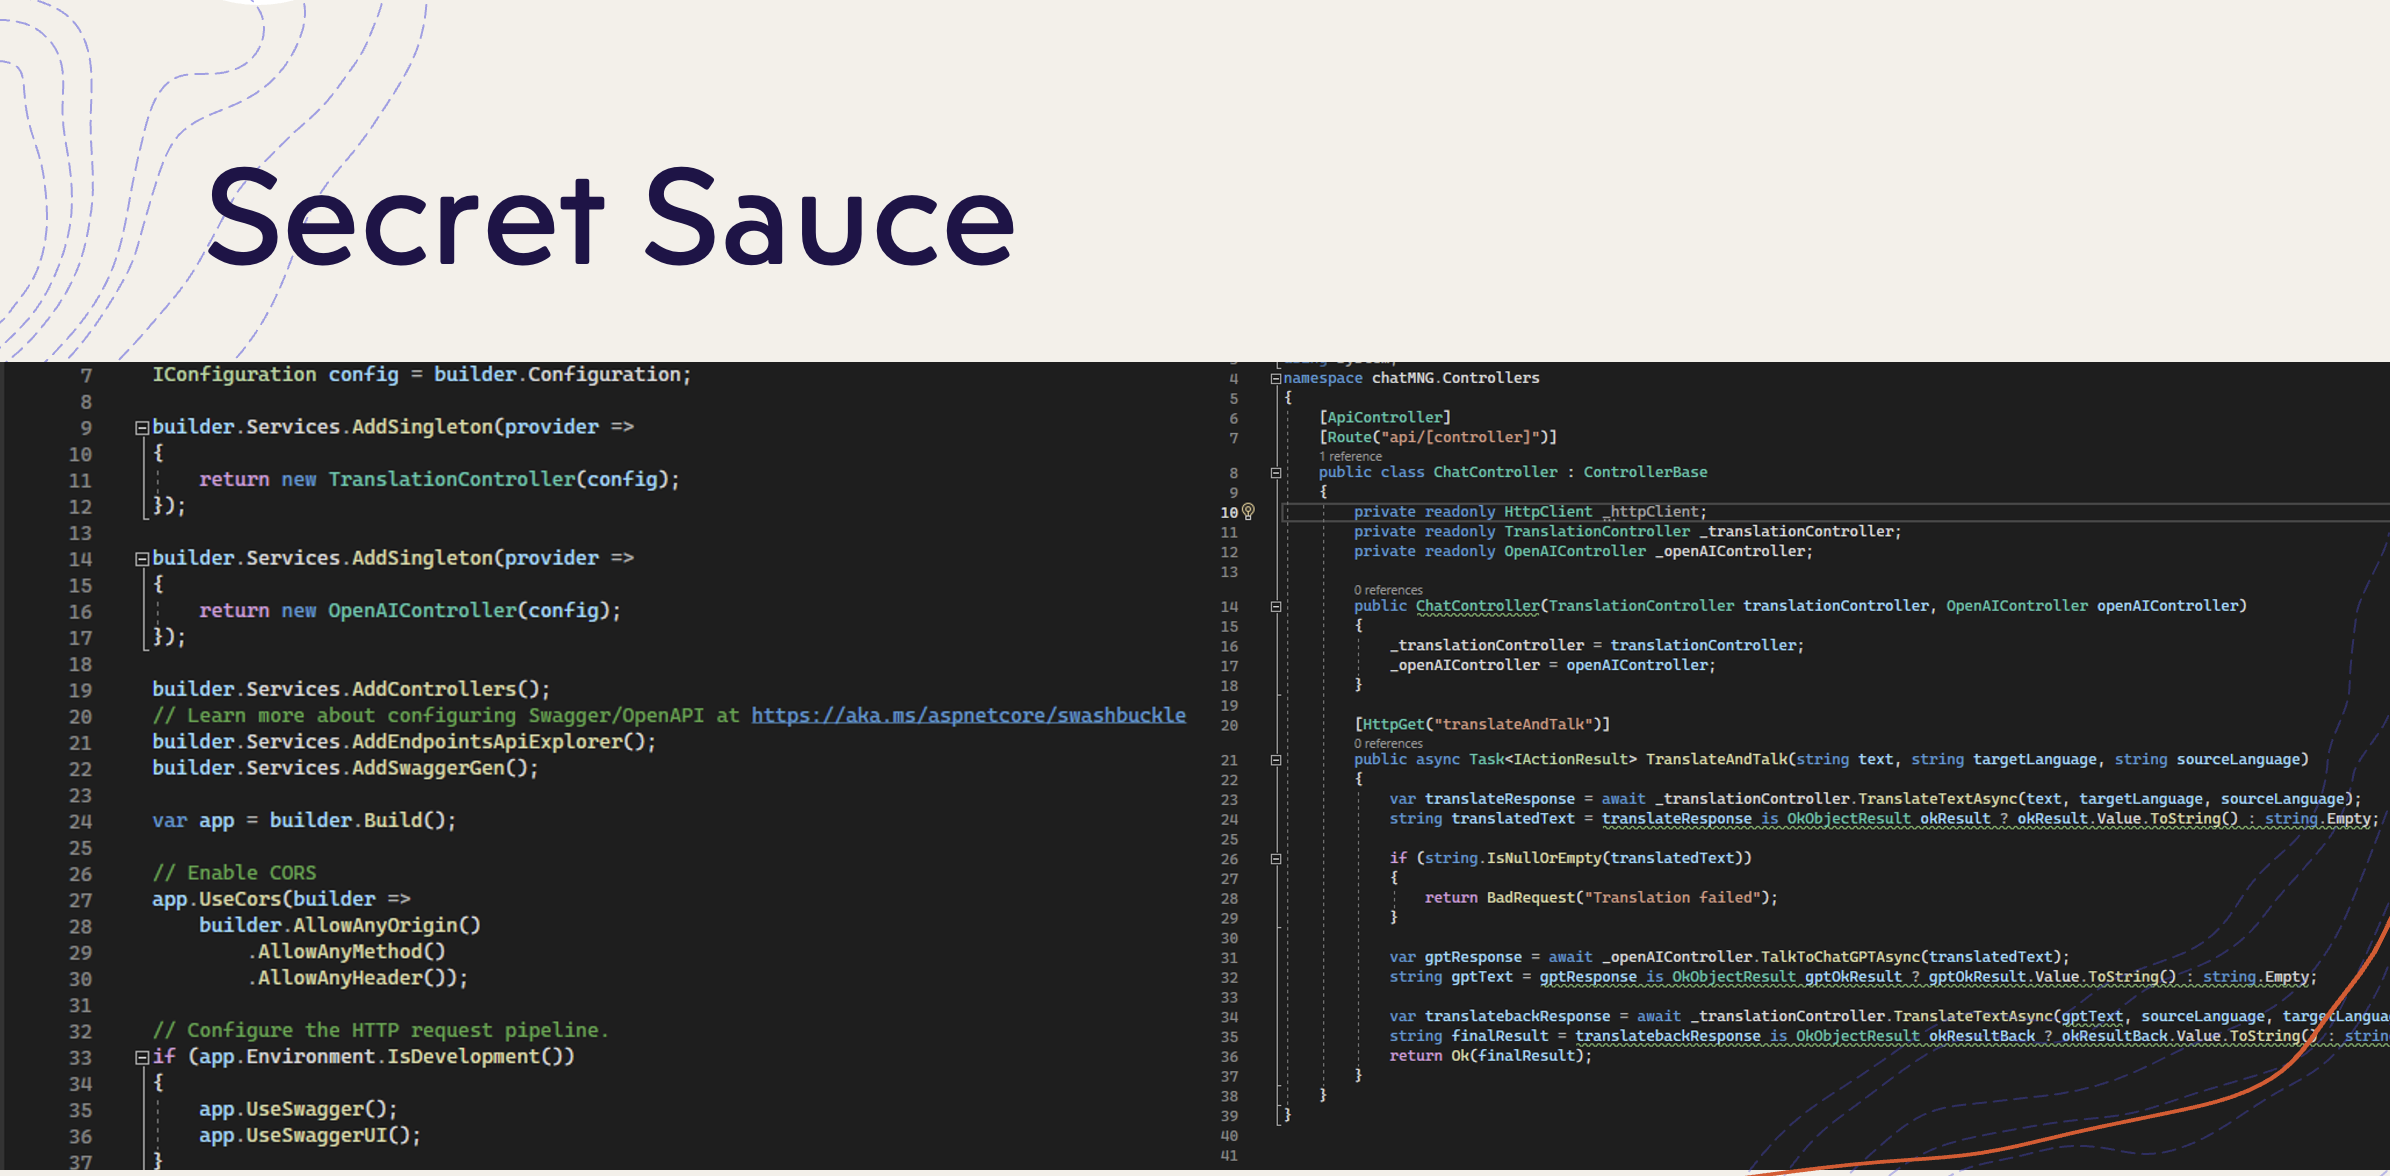 Secret Sauce
7 IConfiguration config = builder.Configuration;
8
9 builder.Services.AddSingleton(provider =>
10 {
11 return new TranslationController(config);
12 });
13
14 builder.Services.AddSingleton(provider =>
15 {
16 return new OpenAIController(config);
17 });
18
19 builder.Services.AddControllers();
20 // Learn more about configuring Swagger/OpenAPI at https://aka.ms/aspnetcore/swashbuckle
21 builder.Services.AddEndpointsApiExplorer();
22 builder.Services.AddSwaggerGen();
23
24 var app = builder.Build();
25
26 // Enable CORS
27 app.UseCors(builder =>
28 builder.AllowAnyOrigin()
29 .AllowAnyMethod()
30 .AllowAnyHeader());
31
32 // Configure the HTTP request pipeline.
33 if (app.Environment.IsDevelopment())
34 {
35 app.UseSwagger();
36 app.UseSwaggerUI();
37 }
4 namespace chatMNG.Controllers
5 {
6 [ApiController]
7 [Route("api/[controller]")]
1 reference
8 public class ChatController : ControllerBase
9 {
10 private readonly HttpClient _httpClient;
11 private readonly TranslationController _translationController;
12 private readonly OpenAIController _openAIController;
13
0 references
14 public ChatController(TranslationController translationController, OpenAIController openAIController)
15 {
16 _translationController = translationController;
17 _openAIController = openAIController;
18 }
19
20 [HttpGet("translateAndTalk")]
0 references
21 public async Task<IActionResult> TranslateAndTalk(string text, string targetLanguage, string sourceLanguage)
22 {
23 var translateResponse = await _translationController.TranslateTextAsync(text, targetLanguage, sourceLanguage);
24 string translatedText = translateResponse is OkObjectResult okResult ? okResult.Value.ToString() : string.Empty;
25
26 if (string.IsNullOrEmpty(translatedText))
27 {
28 return BadRequest("Translation failed");
29 }
30
31 var gptResponse = await _openAIController.TalkToChatGPTAsync(translatedText);
32 string gptText = gptResponse is OkObjectResult gptOkResult ? gptOkResult.Value.ToString() : string.Empty;
33
34 var translatebackResponse = await _translationController.TranslateTextAsync(gptText, sourceLanguage, targetLangua
35 string finalResult = translatebackResponse is OkObjectResult okResultBack ? okResultBack.Value.ToString() : strin
36 return Ok(finalResult);
37 }
38 }
39 }
40
41